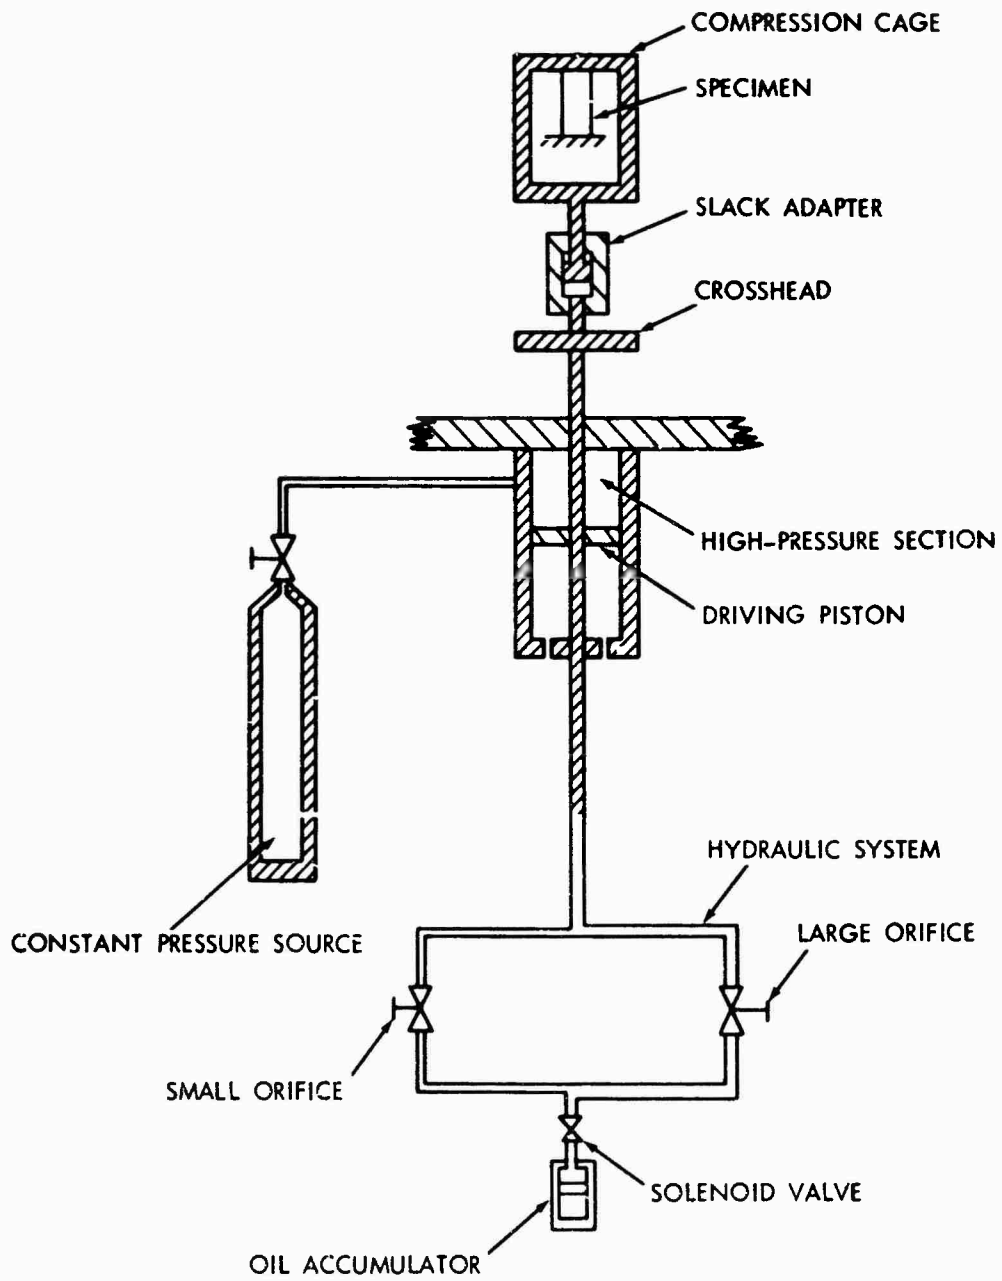 COMPRESSION CAGE
SPECIMEN
SLACK ADAPTER
CROSSHEAD
HIGH-PRESSURE SECTION
DRIVING PISTON
HYDRAULIC SYSTEM
CONSTANT PRESSURE SOURCE
LARGE ORIFICE
SMALL ORIFICE
SOLENOID VALVE
OIL ACCUMULATOR